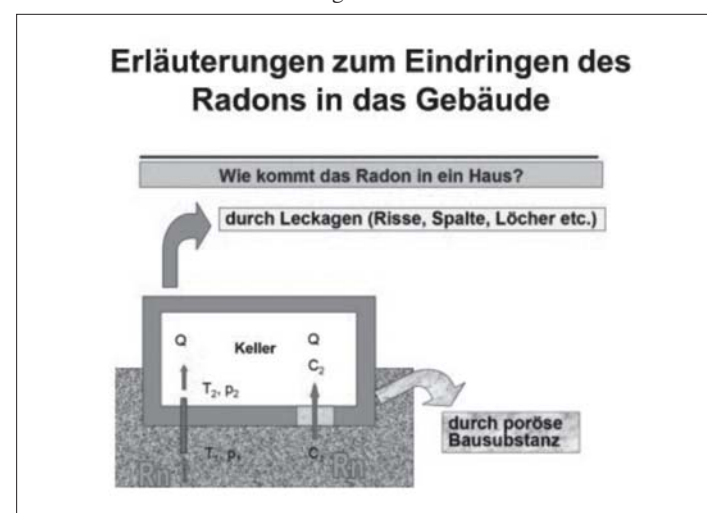 Erläuterungen zum Eindringen des
Radons in das Gebäude
Wie kommt das Radon in ein Haus?
durch Leckagen (Risse, Spalte, Löcher etc.)
Q
Keller
Q
C₂
T₂, p₂
durch poröse
Bausubstanz
T₁, p₁
C₁
Rn
Rn